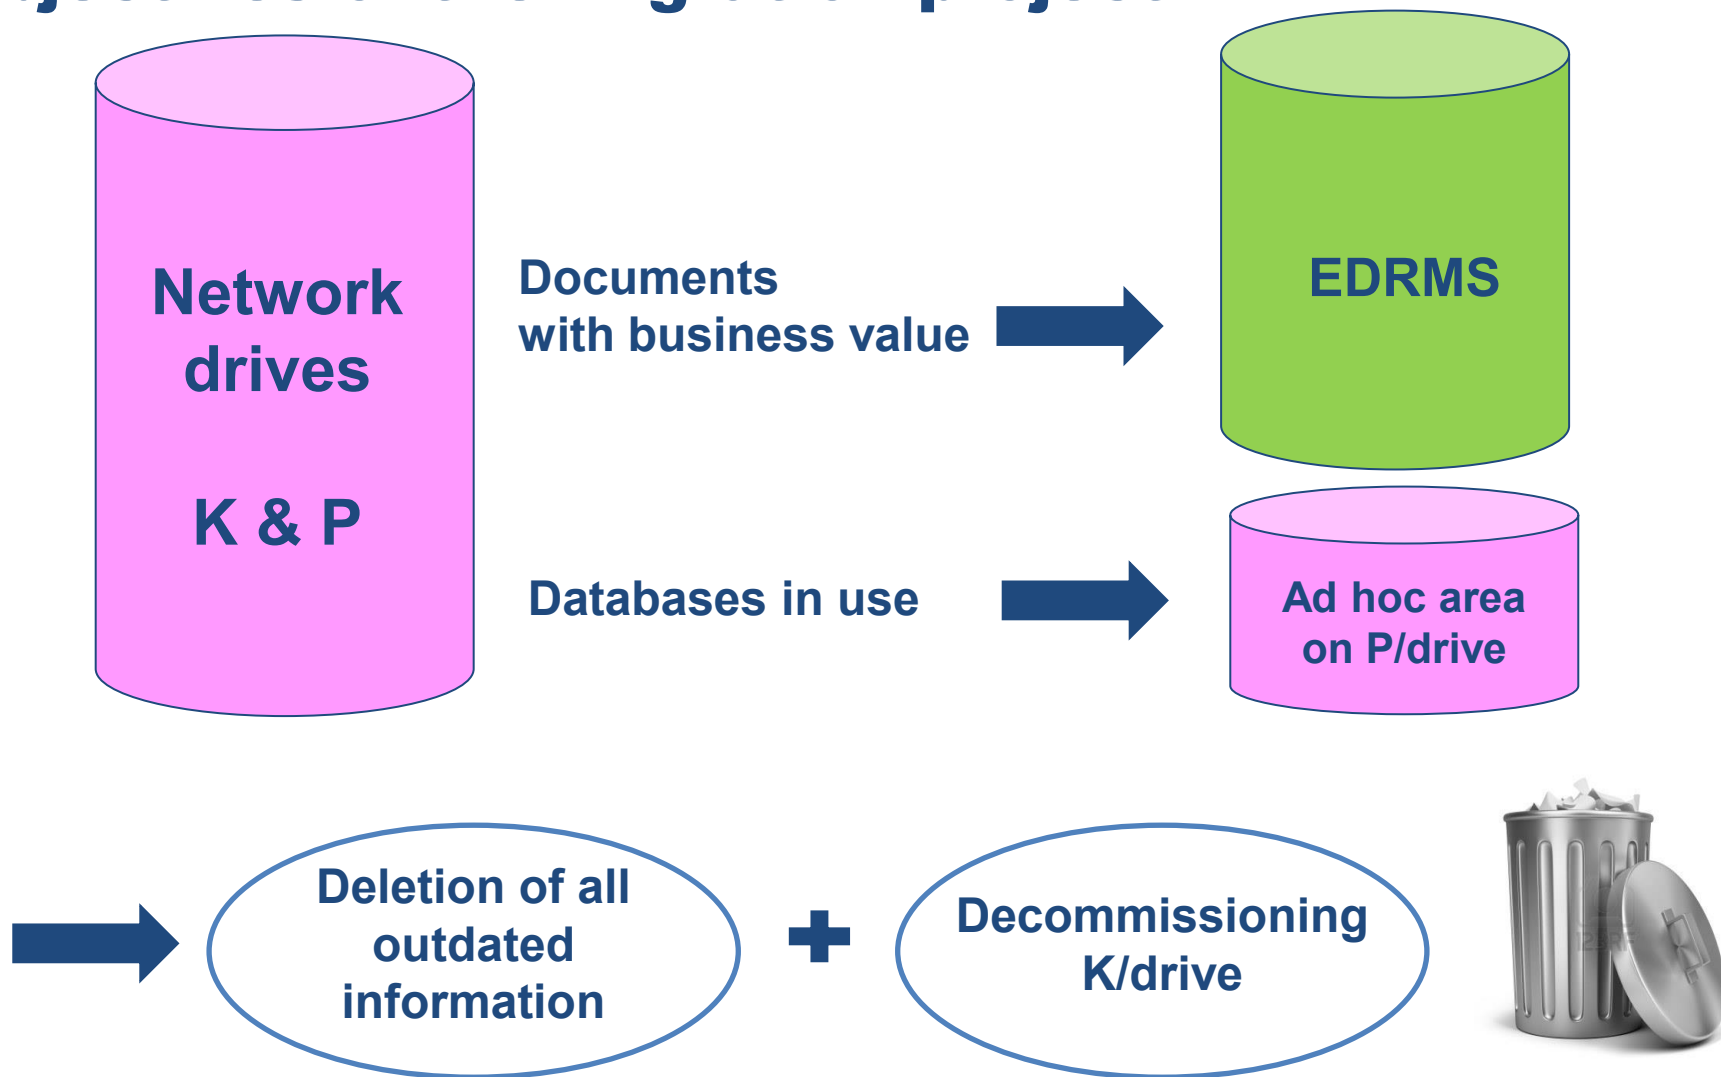 Network
drives
K & P
Documents
with business value
EDRMS
Databases in use
Ad hoc area
on P/drive
Deletion of all
outdated
information
Decommissioning
K/drive
123RF